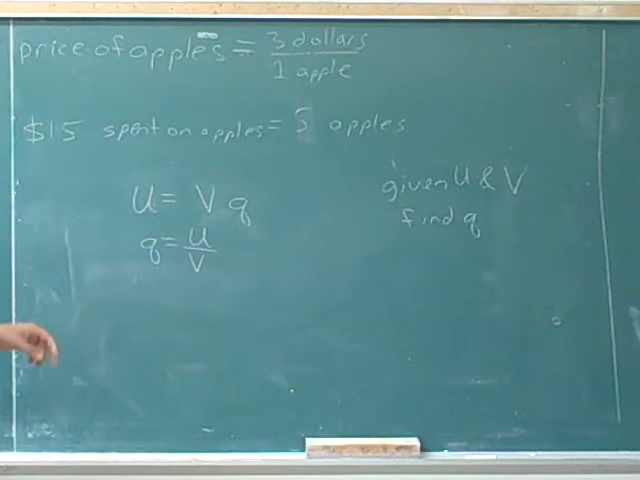 price of apples = 3 dollars / 1 apple
$15 spent on apples = 5 apples
U = V q
q = U / V
given U & V
find q